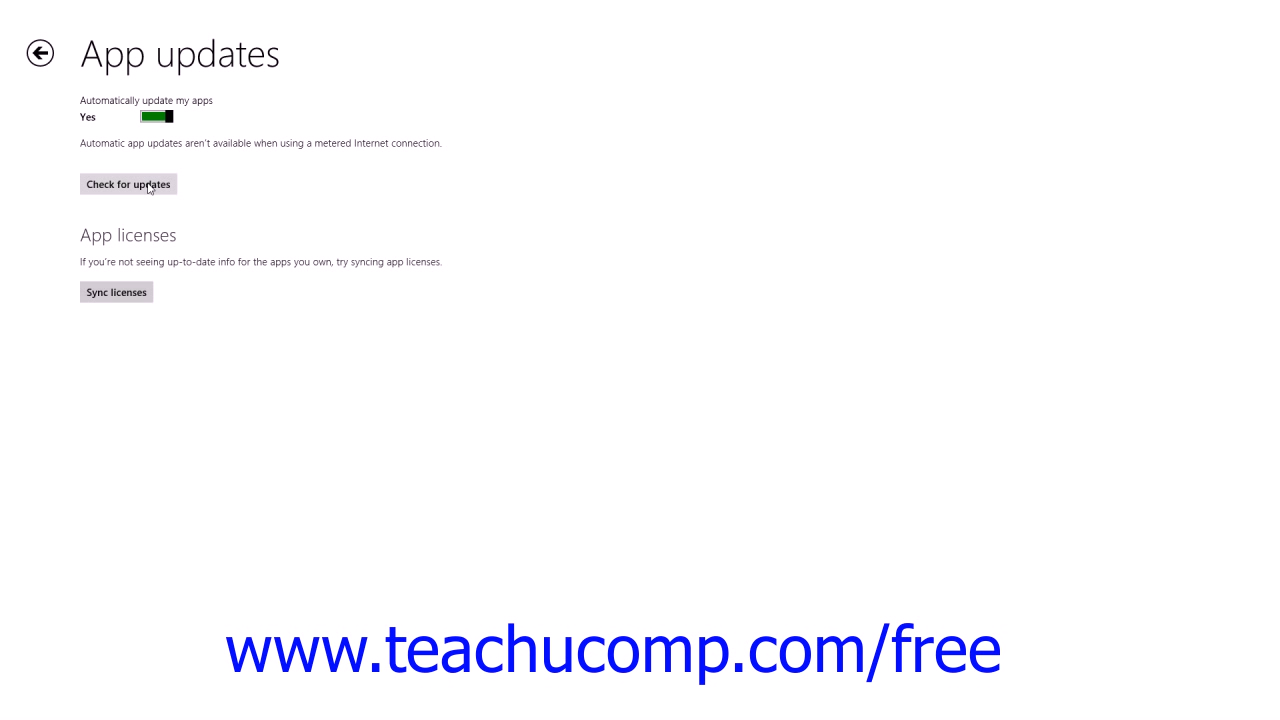 App updates
Automatically update my apps
Yes
Automatic app updates aren't available when using a metered Internet connection.
Check for updates
App licenses
If you're not seeing up-to-date info for the apps you own, try syncing app licenses.
Sync licenses
www.teachucomp.com/free